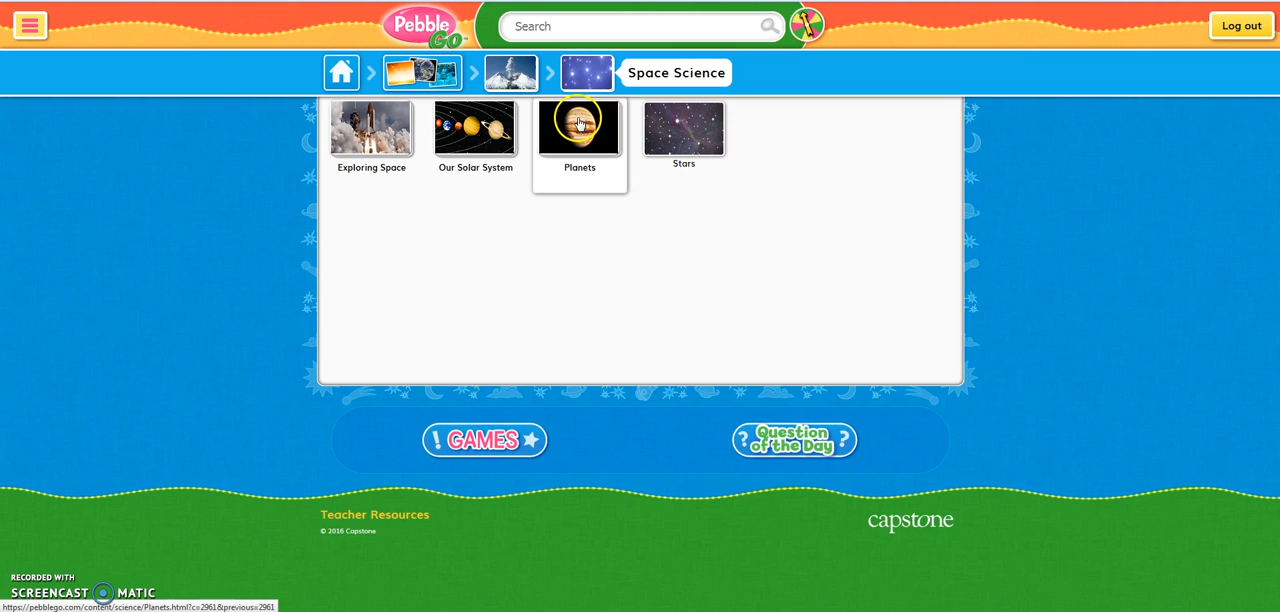 Pebble
Go
Search
Log out
Space Science
Exploring Space
Our Solar System
Planets
Stars
! GAMES
? Question of the Day ?
Teacher Resources
© 2016 Capstone
capstone
RECORDED WITH
SCREENCAST MATIC
https://pebblego.com/content/science/Planets.html?c=2961&previous=2961